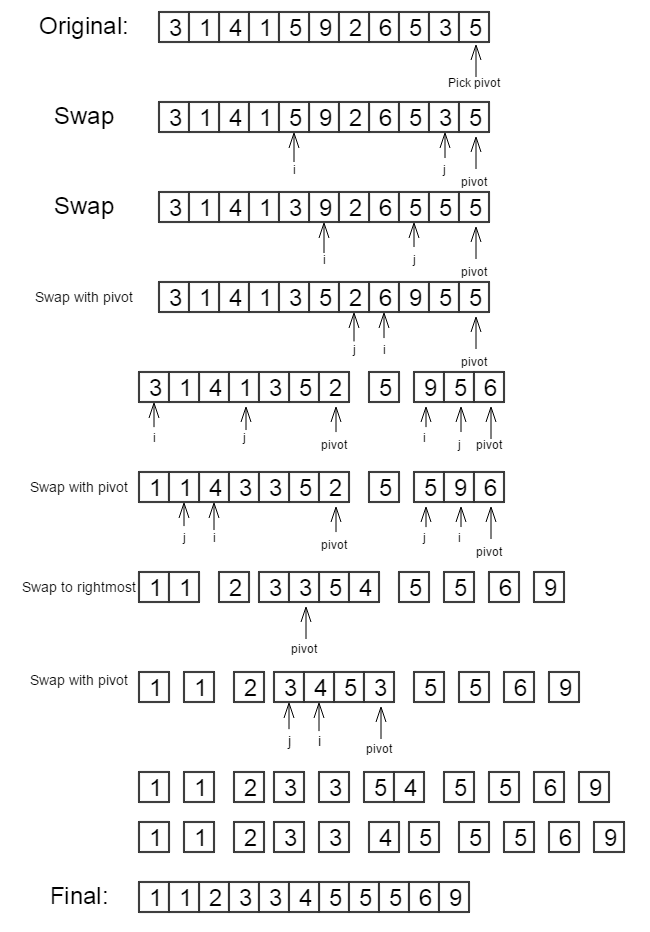 Original: 3 1 4 1 5 9 2 6 5 3 5
Pick pivot
Swap 3 1 4 1 5 9 2 6 5 3 5
i j pivot
Swap 3 1 4 1 3 9 2 6 5 5 5
i j pivot
Swap with pivot 3 1 4 1 3 5 2 6 9 5 5
j i pivot
3 1 4 1 3 5 2 5 9 5 6
i j pivot i j pivot
Swap with pivot 1 1 4 3 3 5 2 5 5 9 6
j i pivot j i pivot
Swap to rightmost 1 1 2 3 3 5 4 5 5 6 9
pivot
Swap with pivot 1 1 2 3 4 5 3 5 5 6 9
j i pivot
1 1 2 3 3 5 4 5 5 6 9
1 1 2 3 3 4 5 5 5 6 9
Final: 1 1 2 3 3 4 5 5 5 6 9